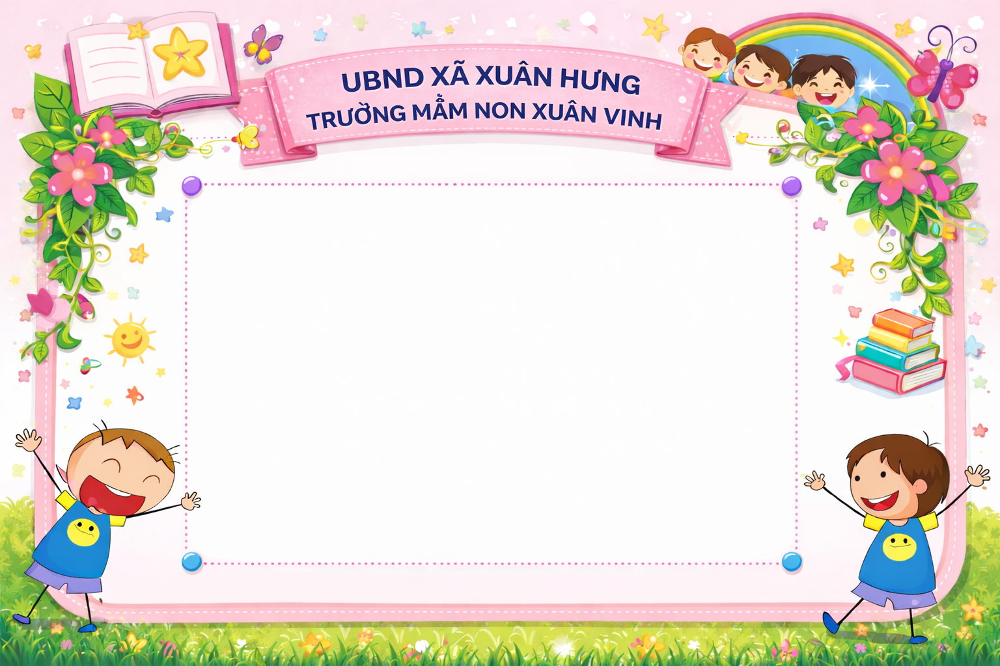 UBND XÃ XUÂN HƯNG
TRƯỜNG MẦM NON XUÂN VINH